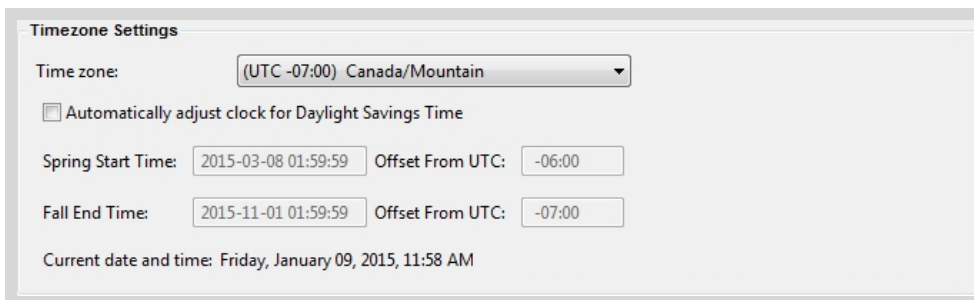 Timezone Settings
Time zone: (UTC -07:00) Canada/Mountain
Automatically adjust clock for Daylight Savings Time
Spring Start Time: 2015-03-08 01:59:59 Offset From UTC: -06:00
Fall End Time: 2015-11-01 01:59:59 Offset From UTC: -07:00
Current date and time: Friday, January 09, 2015, 11:58 AM